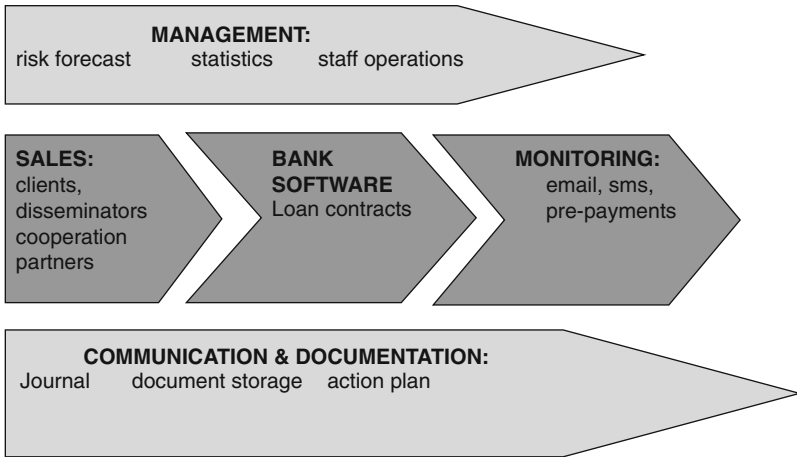 MANAGEMENT:
risk forecast statistics staff operations
SALES:
clients,
disseminators
cooperation
partners
BANK
SOFTWARE
Loan contracts
MONITORING:
email, sms,
pre-payments
COMMUNICATION & DOCUMENTATION:
Journal document storage action plan